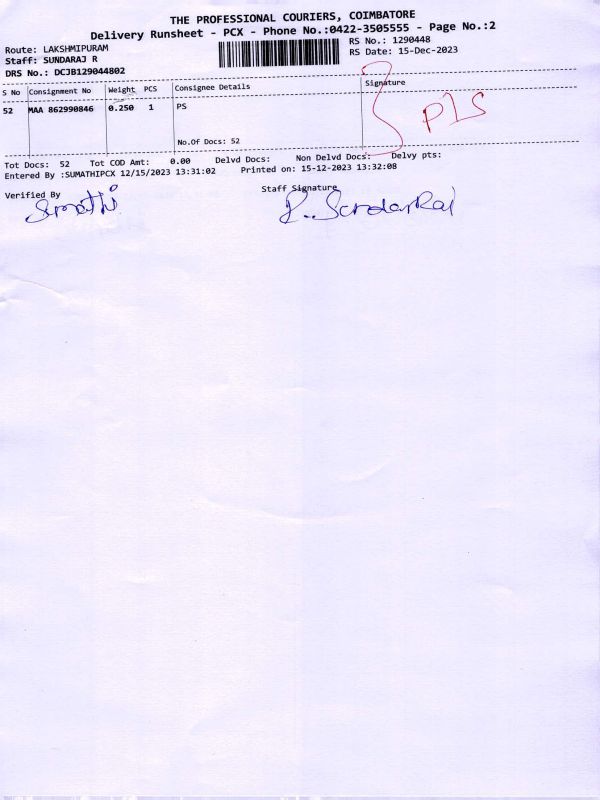 THE PROFESSIONAL COURIERS, COIMBATORE
Delivery Runsheet - PCX - Phone No.:0422-3505555 - Page No.:2
Route: LAKSHMIPURAM
RS No.: 1290448
Staff: SUNDARAJ R
RS Date: 15-Dec-2023
DRS No.: DCJB129044802
S No Consignment No Weight PCS Consignee Details Signature
52 MAA 862990846 0.250 1 PS
PLS
No.Of Docs: 52
Tot Docs: 52 Tot COD Amt: 0.00 Delvd Docs: Non Delvd Docs: Delvy pts:
Entered By :SUMATHIPCX 12/15/2023 13:31:02 Printed on: 15-12-2023 13:32:08
Verified By Staff Signature
Sumathi R. SundarRaj